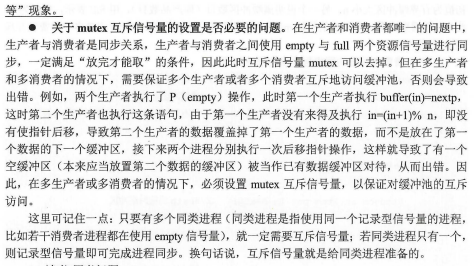 等”现象。
● 关于 mutex 互斥信号量的设置是否必要的问题。在生产者和消费者都唯一的问题中，
生产者与消费者是同步关系，生产者与消费者之间使用 empty 与 full 两个资源信号量进行同
步，一定满足“放完才能取”的条件，因此此时互斥信号量 mutex 可以去掉。但在多生产者
和多消费者的情况下，需要保证多个生产者或者多个消费者互斥地访问缓冲池，否则会导致
出错。例如，两个生产者执行了 P（empty）操作，此时第一个生产者执行 buffer(in)=nextp，
这时第二个生产者也执行这条语句，由于第一个生产者没有来得及执行 in=(in+1)% n，即没
有使指针后移，导致第二个生产者的数据覆盖掉了第一个生产者的数据，而不是放在了第一
个数据的下一个缓冲区，接下来两个进程分别执行一次后移指针操作，这样就导致了有一个
空缓冲区（本来应当放置第二个数据的缓冲区）被当作已有数据缓冲区对待，从而出错。因
此，在多生产者或多消费者的情况下，必须设置 mutex 互斥信号量，以保证对缓冲池的互斥
访问。
这里可记住一点：只要有多个同类进程（同类进程是指使用同一个记录型信号量的进程，
比如若干消费者进程都在使用 empty 信号量），就一定需要互斥信号量；若同类进程只有一个，
则记录型信号量即可完成进程同步。换句话说，互斥信号量就是给同类进程准备的。